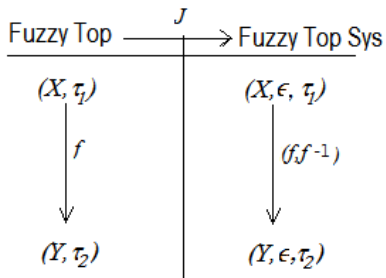 J
Fuzzy Top Fuzzy Top Sys
(X, τ₁) (X, ϵ, τ₁)
f (f,f⁻¹)
(Y, τ₂) (Y, ϵ,τ₂)